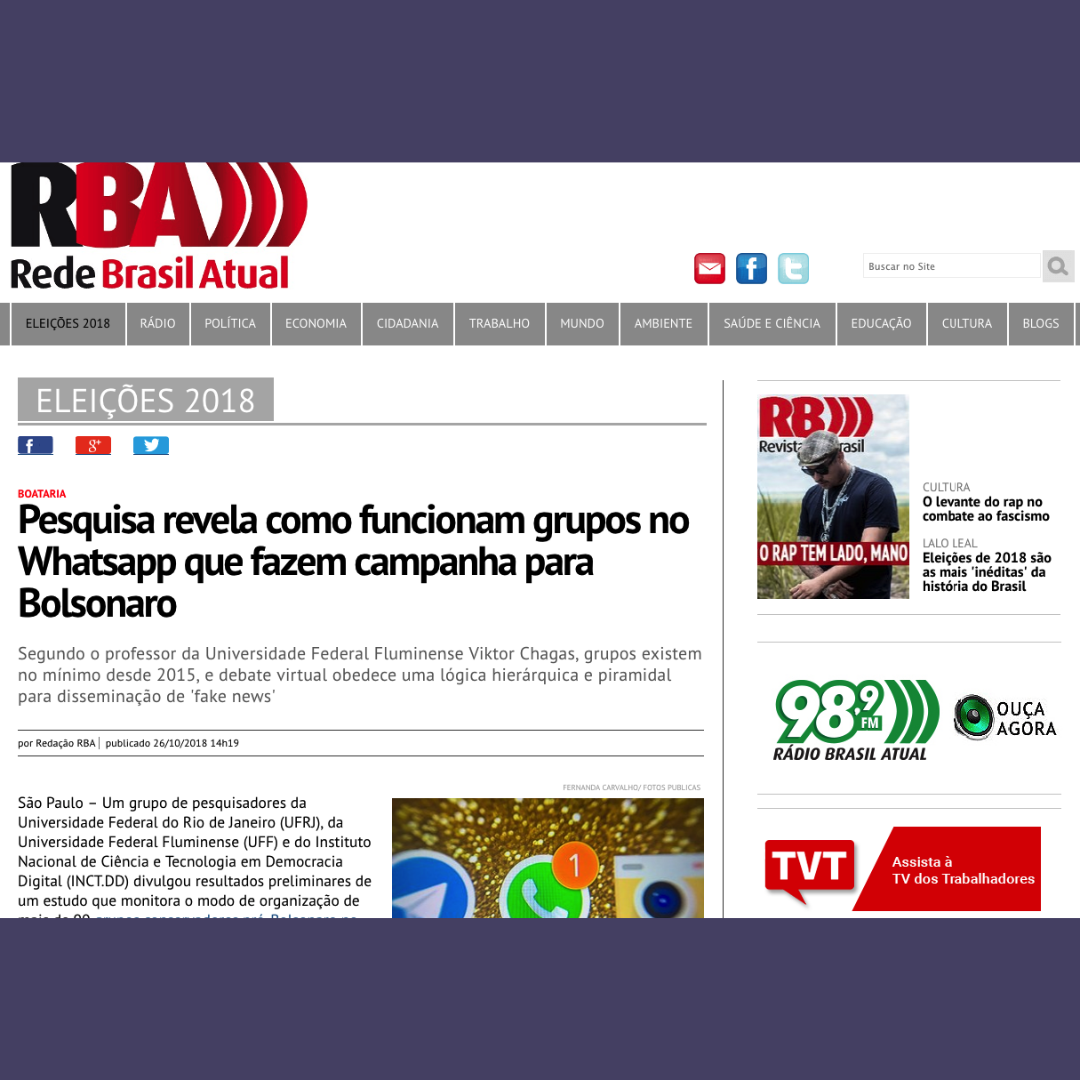 RBA
Rede Brasil Atual
Buscar no Site
ELEIÇÕES 2018
RÁDIO
POLÍTICA
ECONOMIA
CIDADANIA
TRABALHO
MUNDO
AMBIENTE
SAÚDE E CIÊNCIA
EDUCAÇÃO
CULTURA
BLOGS
ELEIÇÕES 2018
BOATARIA
Pesquisa revela como funcionam grupos no
Whatsapp que fazem campanha para
Bolsonaro
Segundo o professor da Universidade Federal Fluminense Viktor Chagas, grupos existem
no mínimo desde 2015, e debate virtual obedece uma lógica hierárquica e piramidal
para disseminação de 'fake news'
por Redação RBA | publicado 26/10/2018 14h19
FERNANDA CARVALHO/ FOTOS PUBLICAS
São Paulo – Um grupo de pesquisadores da
Universidade Federal do Rio de Janeiro (UFRJ), da
Universidade Federal Fluminense (UFF) e do Instituto
Nacional de Ciência e Tecnologia em Democracia
Digital (INCT.DD) divulgou resultados preliminares de
um estudo que monitora o modo de organização de
1
RB
O RAP TEM LADO, MANO
CULTURA
O levante do rap no
combate ao fascismo
LALO LEAL
Eleições de 2018 são
as mais 'inéditas' da
história do Brasil
98,9
FM
RÁDIO BRASIL ATUAL
OUÇA
AGORA
TVT
Assista à
TV dos Trabalhadores